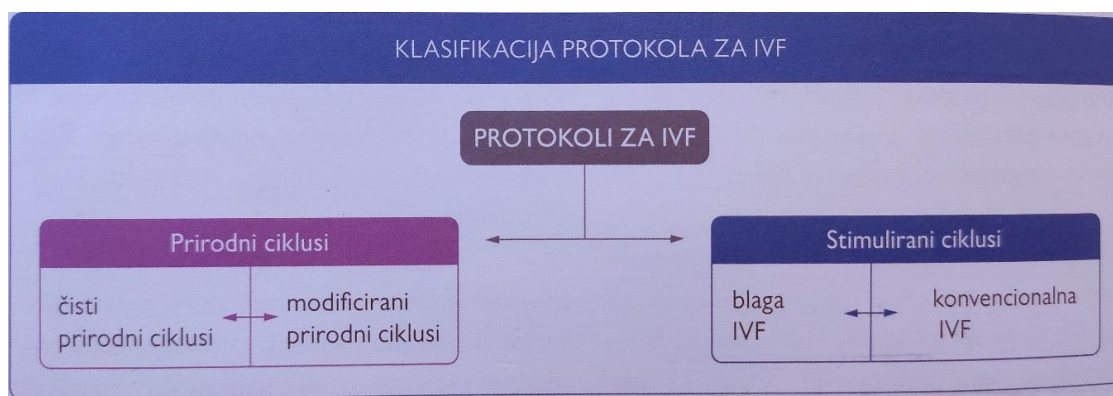 KLASIFIKACIJA PROTOKOLA ZA IVF
PROTOKOLI ZA IVF
Prirodni ciklusi
čisti
prirodni ciklusi
modificirani
prirodni ciklusi
Stimulirani ciklusi
blaga
IVF
konvencionalna
IVF